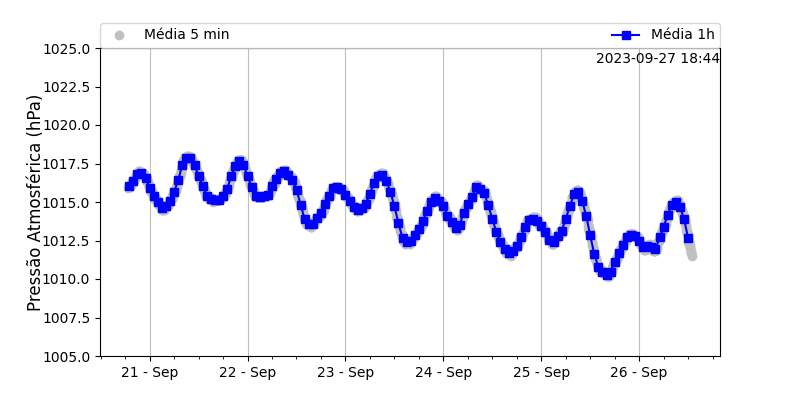 Média 5 min
Média 1h
2023-09-27 18:44
Pressão Atmosférica (hPa)
1025.0
1022.5
1020.0
1017.5
1015.0
1012.5
1010.0
1007.5
1005.0
21 - Sep
22 - Sep
23 - Sep
24 - Sep
25 - Sep
26 - Sep